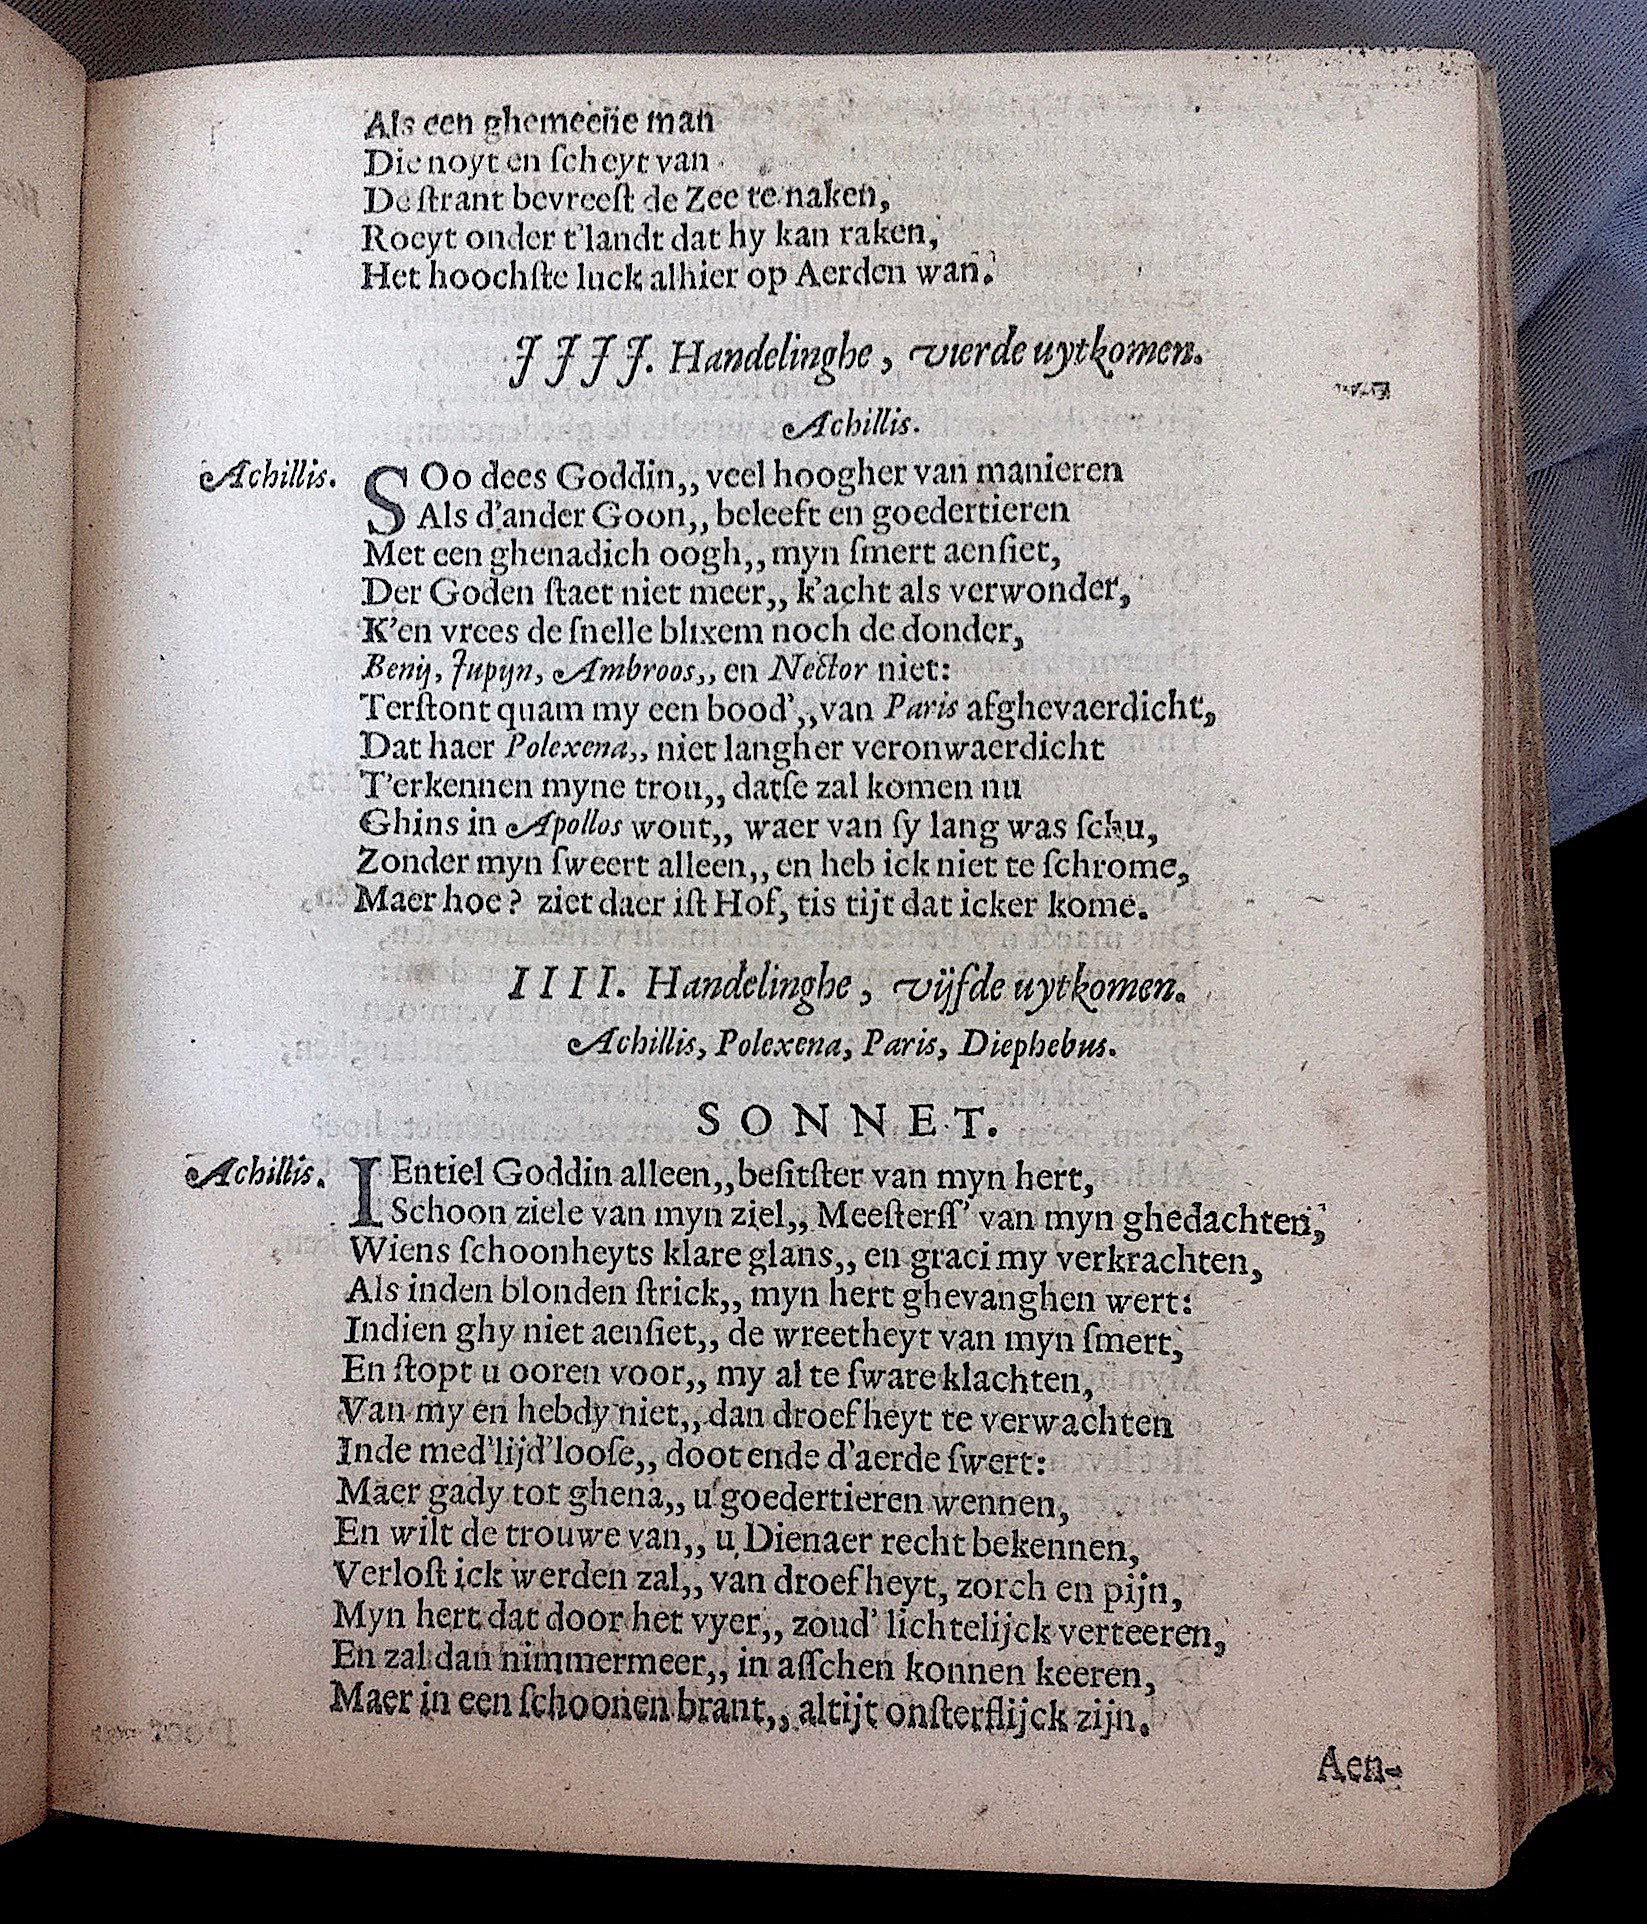 Als een ghemeene man
Die noyt en ſcheyt van
De ſtrant bevreeſt de Zee te naken,
Roeyt onder t'landt dat hy kan raken,
Het hoochſte luck alhier op Aerden wan.
IIII. Handelinghe, vierde uytkomen.
Achillis.
Achillis. SOo dees Goddin,, veel hoogher van manieren
Als d'ander Goon,, beleeft en goedertieren
Met een ghenadich oogh,, myn ſmert aenſiet,
Der Goden ſtaet niet meer,, k'acht als verwonder,
K'en vrees de ſnelle blixem noch de donder,
Benij, Jupijn, Ambroos,, en Nector niet:
Terſtont quam my een bood',,van Paris afghevaerdicht,
Dat haer Polexena,, niet langher veronwaerdicht
T'erkennen myne trou,, datſe zal komen nu
Ghins in Apollos wout,, waer van ſy lang was ſchu,
Zonder myn ſweert alleen,, en heb ick niet te ſchrome,
Maer hoe? ziet daer iſt Hof, tis tijt dat icker kome.
IIII. Handelinghe, vijfde uytkomen.
Achillis, Polexena, Paris, Diephebus.
SONNET.
Achillis. IEntiel Goddin alleen,,beſitſter van myn hert,
Schoon ziele van myn ziel,, Meeſterſſ' van myn ghedachten,
Wiens ſchoonheyts klare glans,, en graci my verkrachten,
Als inden blonden ſtrick,, myn hert ghevanghen wert:
Indien ghy niet aenſiet,, de wreetheyt van myn ſmert,
En ſtopt u ooren voor,, my al te ſware klachten,
Van my en hebdy niet,, dan droefheyt te verwachten
Inde med'lijd'looſe,, doot ende d'aerde ſwert:
Maer gady tot ghena,, u goedertieren wennen,
En wilt de trouwe van,, u Dienaer recht bekennen,
Verloſt ick werden zal,, van droefheyt, zorch en pijn,
Myn hert dat door het vyer,, zoud' lichtelijck verteeren,
En zal dan nimmermeer,, in aſſchen konnen keeren,
Maer in een ſchoonen brant,, altijt onſterflijck zijn.
Aen-